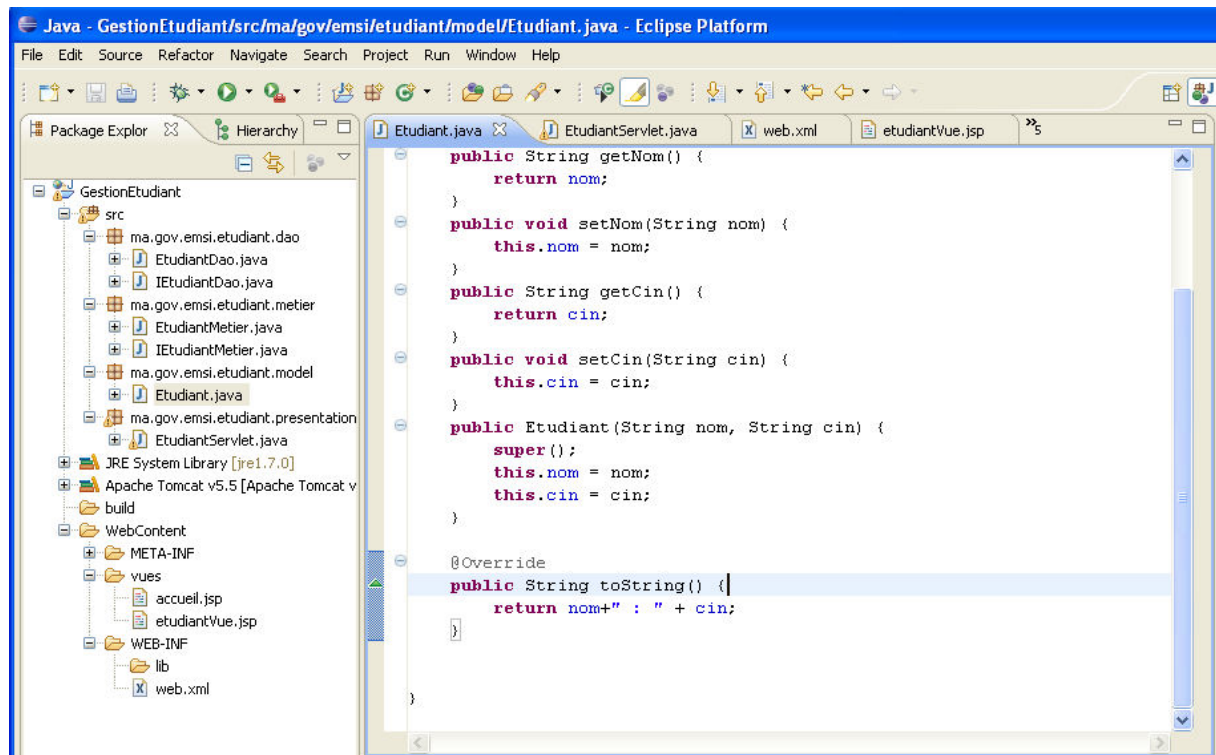 Java - GestionEtudiant/src/ma/gov/emsi/etudiant/model/Etudiant.java - Eclipse Platform
File Edit Source Refactor Navigate Search Project Run Window Help
Package Explor Hierarchy
GestionEtudiant
src
ma.gov.emsi.etudiant.dao
EtudiantDao.java
IEtudiantDao.java
ma.gov.emsi.etudiant.metier
EtudiantMetier.java
IEtudiantMetier.java
ma.gov.emsi.etudiant.model
Etudiant.java
ma.gov.emsi.etudiant.presentation
EtudiantServlet.java
JRE System Library [jre1.7.0]
Apache Tomcat v5.5 [Apache Tomcat v
build
WebContent
META-INF
vues
accueil.jsp
etudiantVue.jsp
WEB-INF
lib
web.xml
Etudiant.java EtudiantServlet.java web.xml etudiantVue.jsp »5
public String getNom() {
return nom;
}
public void setNom(String nom) {
this.nom = nom;
}
public String getCin() {
return cin;
}
public void setCin(String cin) {
this.cin = cin;
}
public Etudiant(String nom, String cin) {
super();
this.nom = nom;
this.cin = cin;
}
@Override
public String toString() {
return nom+" : " + cin;
}
}